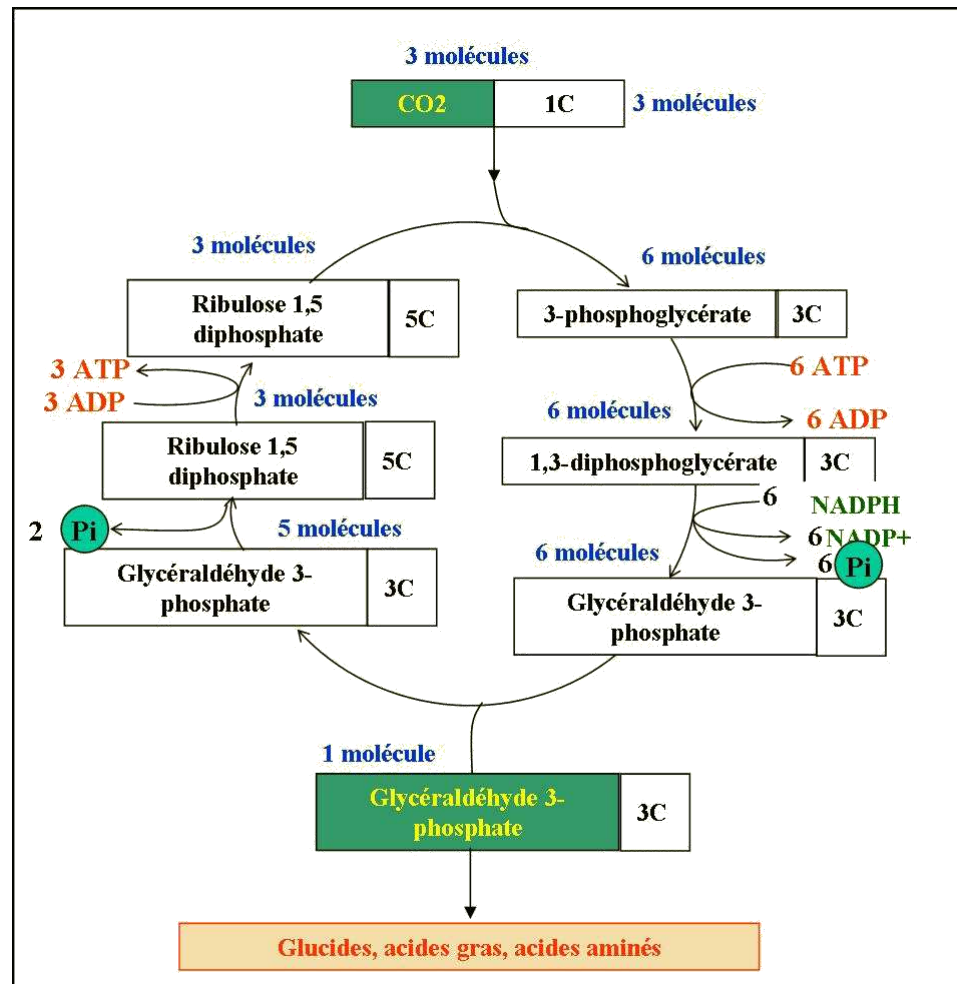 3 molécules
CO2 1C 3 molécules
3 molécules
6 molécules
Ribulose 1,5
diphosphate
5C
3-phosphoglycérate 3C
3 ATP
3 ADP
3 molécules
6 ATP
6 molécules
6 ADP
Ribulose 1,5
diphosphate
5C
1,3-diphosphoglycérate 3C
6 NADPH
6 NADP+
2 Pi
5 molécules
6 molécules
6 Pi
Glycéraldéhyde 3-
phosphate
3C
Glycéraldéhyde 3-
phosphate
3C
1 molécule
Glycéraldéhyde 3-
phosphate
3C
Glucides, acides gras, acides aminés